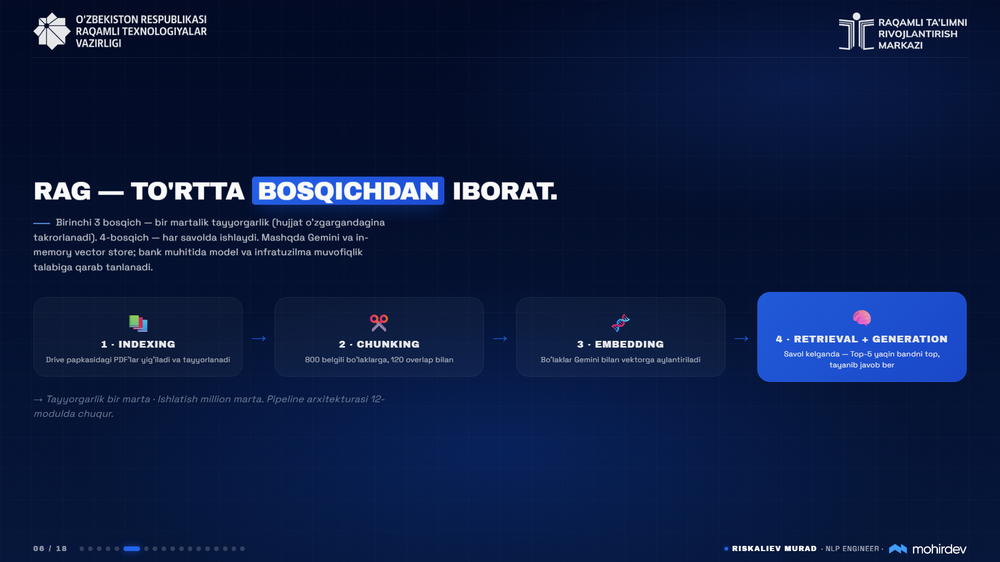 O'ZBEKISTON RESPUBLIKASI
RAQAMLI TEXNOLOGIYALAR
VAZIRLIGI
RAQAMLI TA'LIMNI
RIVOJLANTIRISH
MARKAZI
RAG — TO'RTTA BOSQICHDAN IBORAT.
Birinchi 3 bosqich — bir martalik tayyorgarlik (hujjat o'zgargandagina
takrorlanadi). 4-bosqich — har savolda ishlaydi. Mashqda Gemini va in-
memory vector store; bank muhitida model va infratuzilma muvofiqlik
talabiga qarab tanlanadi.
1 · INDEXING
Drive papkasidagi PDF'lar yig'iladi va tayyorlanadi
→
2 · CHUNKING
800 belgili bo'laklarga, 120 overlap bilan
→
3 · EMBEDDING
Bo'laklar Gemini bilan vektorga aylantiriladi
→
4 · RETRIEVAL + GENERATION
Savol kelganda — Top-5 yaqin bandni top,
tayanib javob ber
→ Tayyorgarlik bir marta · Ishlatish million marta. Pipeline arxitekturasi 12-
modulda chuqur.
06 / 18
RISKALIEV MURAD · NLP ENGINEER · mohirdev